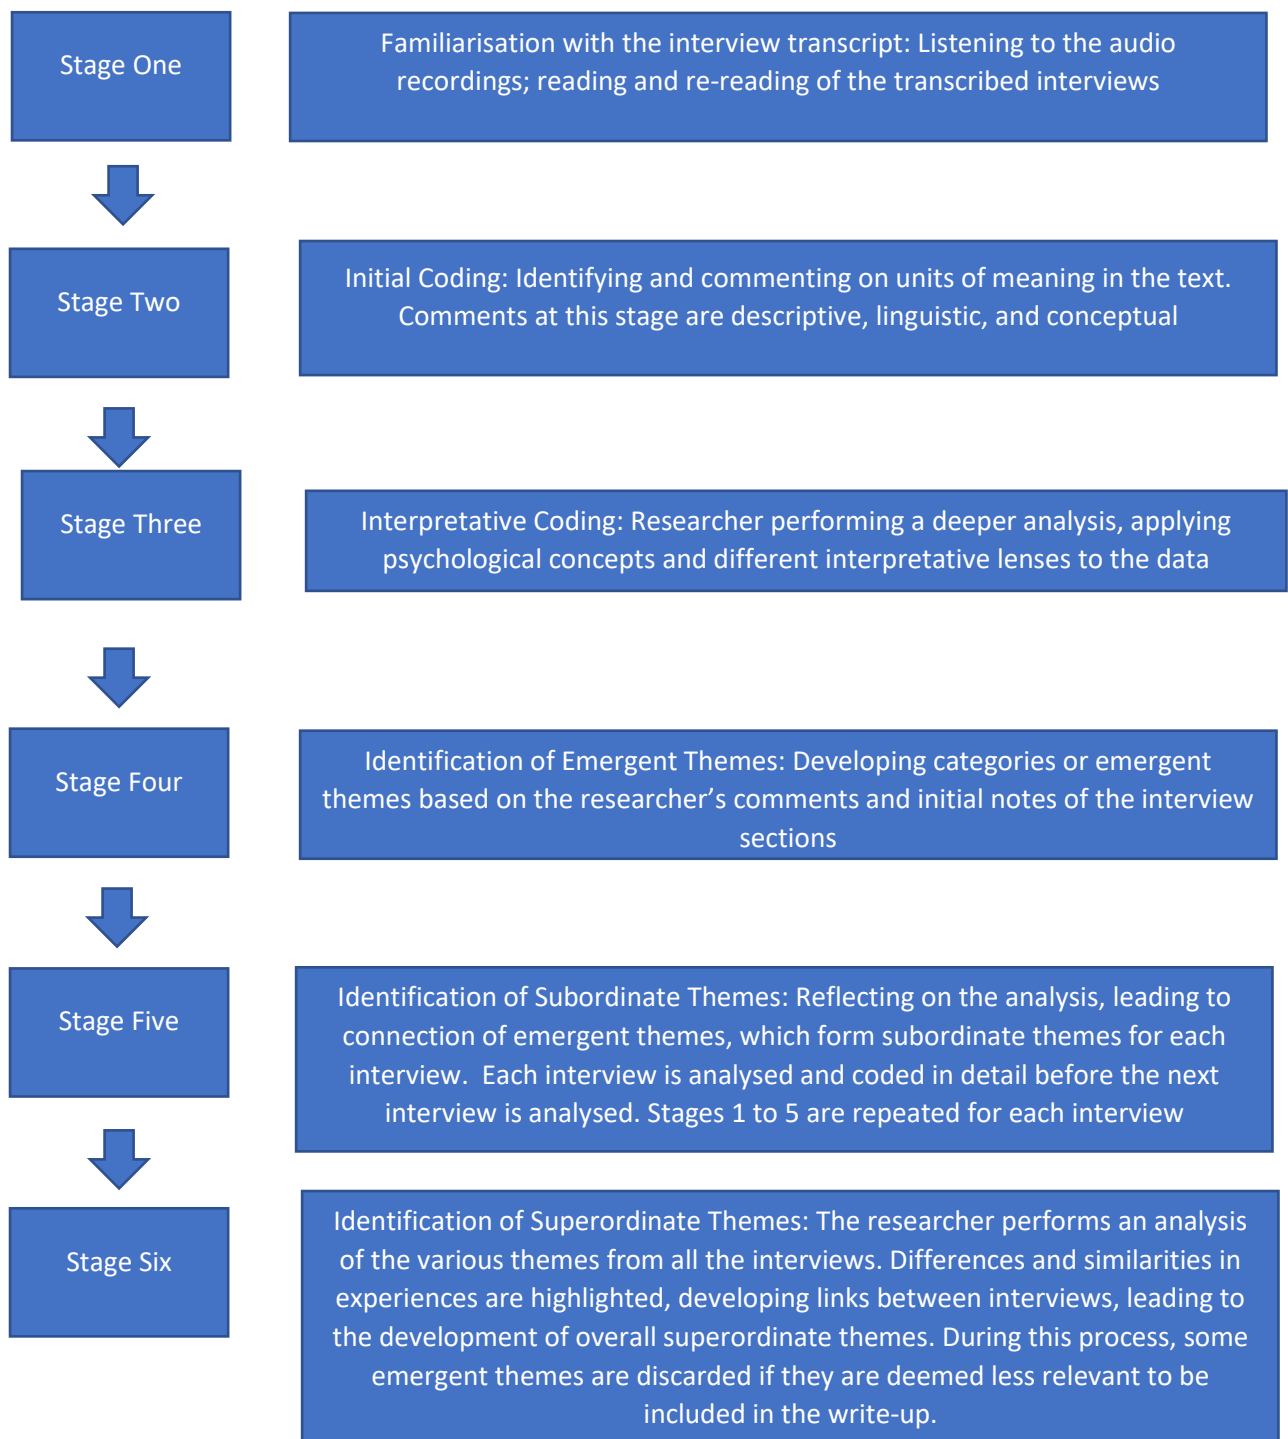 Stage One
Familiarisation with the interview transcript: Listening to the audio
recordings; reading and re-reading of the transcribed interviews
Stage Two
Initial Coding: Identifying and commenting on units of meaning in the text.
Comments at this stage are descriptive, linguistic, and conceptual
Stage Three
Interpretative Coding: Researcher performing a deeper analysis, applying
psychological concepts and different interpretative lenses to the data
Stage Four
Identification of Emergent Themes: Developing categories or emergent
themes based on the researcher’s comments and initial notes of the interview
sections
Stage Five
Identification of Subordinate Themes: Reflecting on the analysis, leading to
connection of emergent themes, which form subordinate themes for each
interview.  Each interview is analysed and coded in detail before the next
interview is analysed. Stages 1 to 5 are repeated for each interview
Stage Six
Identification of Superordinate Themes: The researcher performs an analysis
of the various themes from all the interviews. Differences and similarities in
experiences are highlighted, developing links between interviews, leading to
the development of overall superordinate themes. During this process, some
emergent themes are discarded if they are deemed less relevant to be
included in the write-up.